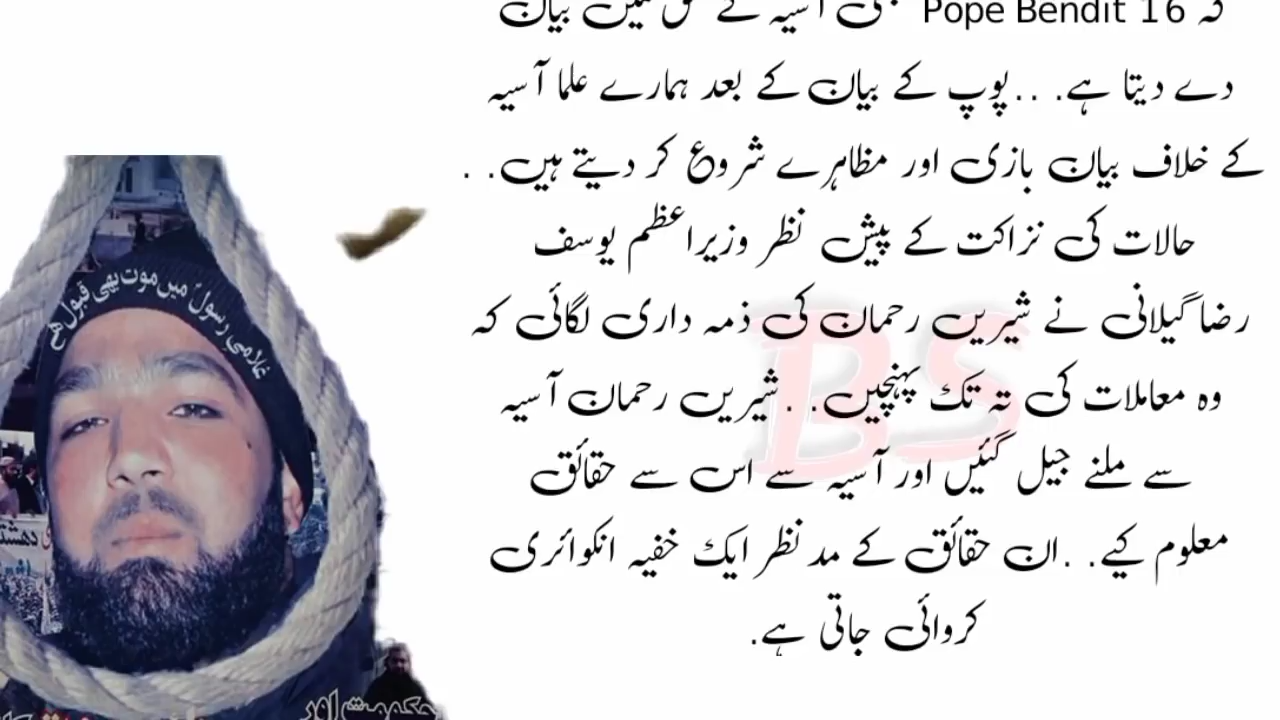 کہ Pope Bendit 16 بھی آسیہ کے حق میں بیان
دے دیتا ہے. ..پوپ کے بیان کے بعد ہمارے علما آسیہ
کے خلاف بیان بازی اور مظاہرے شروع کر دیتے ہیں. .
حالات کی نزاکت کے پیش نظر وزیراعظم یوسف
رضا گیلانی نے شیریں رحمان کی ذمہ داری لگائی کہ
وہ معاملات کی تہ تک پہنچیں. .شیریں رحمان آسیہ
سے ملنے جیل گئیں اور آسیہ سے اس سے حقائق
معلوم کیے. .ان حقائق کے مد نظر ایک خفیہ انکوائری
کروائی جاتی ہے.
BS
غلامیِ رسولؐ میں موت بھی قبول ہے
حکومت اور